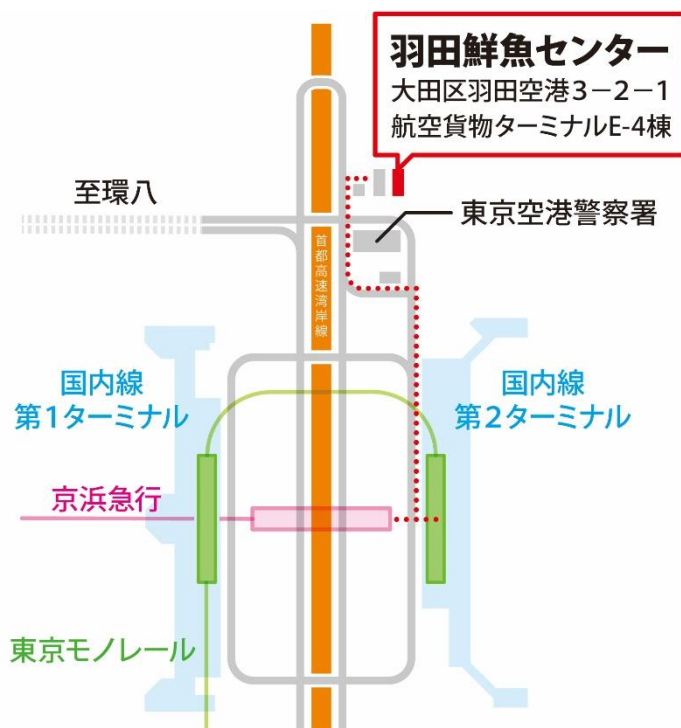 羽田鮮魚センター
大田区羽田空港3－2－1
航空貨物ターミナルE-4棟
至環八
東京空港警察署
首都高速湾岸線
国内線
第1ターミナル
国内線
第2ターミナル
京浜急行
東京モノレール